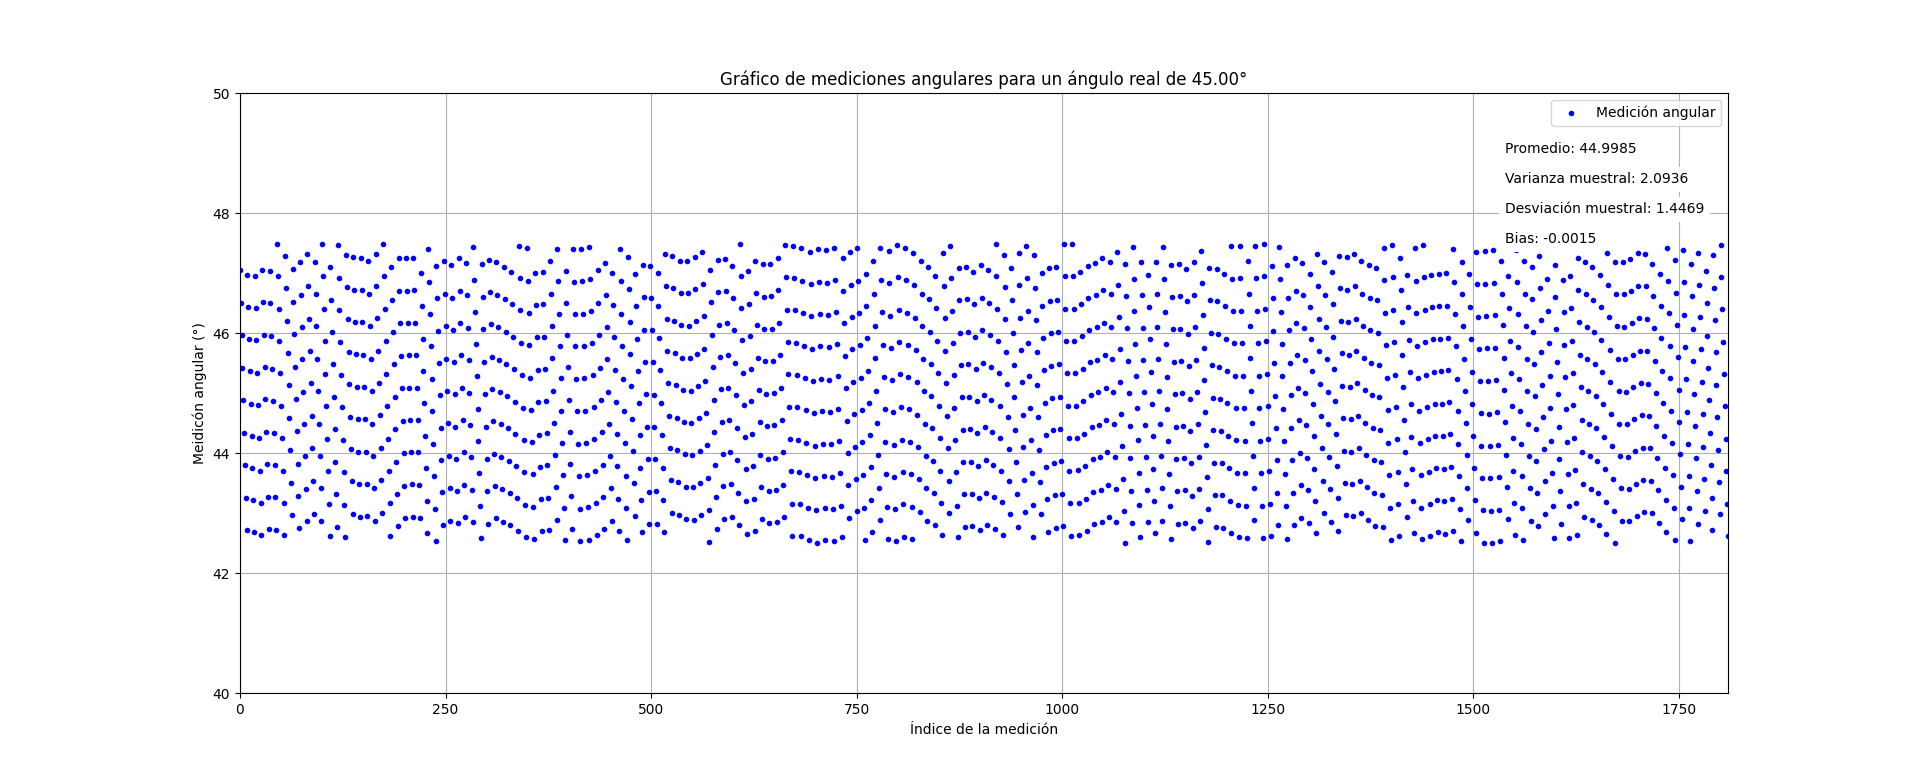 Gráfico de mediciones angulares para un ángulo real de 45.00°
50
48
46
44
42
40
Meidición angular (°)
Medición angular
Promedio: 44.9985
Varianza muestral: 2.0936
Desviación muestral: 1.4469
Bias: -0.0015
0 250 500 750 1000 1250 1500 1750
Índice de la medición